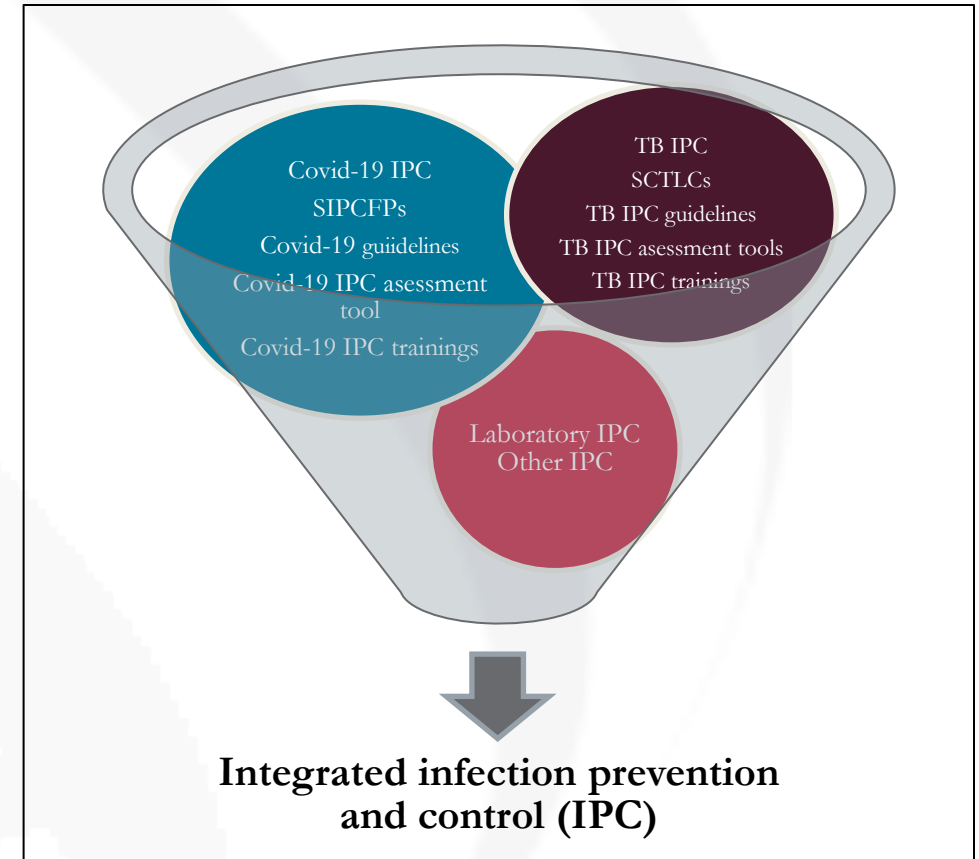 Covid-19 IPC
SIPCFPs
Covid-19 guiidelines
Covid-19 IPC asessment
tool
Covid-19 IPC trainings
TB IPC
SCTLCs
TB IPC guidelines
TB IPC asessment tools
TB IPC trainings
Laboratory IPC
Other IPC
Integrated infection prevention
and control (IPC)